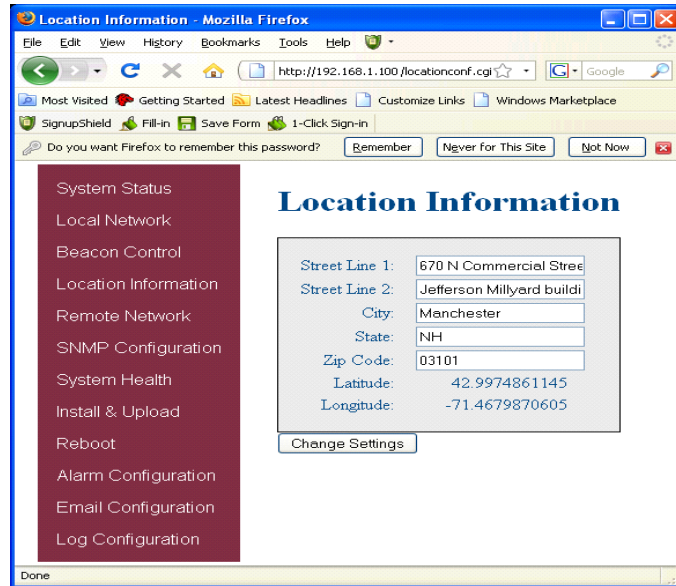 Location Information - Mozilla Firefox
File Edit View History Bookmarks Tools Help
http://192.168.1.100/locationconf.cgi G Google
Most Visited Getting Started Latest Headlines Customize Links Windows Marketplace
SignupShield Fill-in Save Form 1-Click Sign-in
Do you want Firefox to remember this password? Remember Never for This Site Not Now
System Status
Local Network
Beacon Control
Location Information
Remote Network
SNMP Configuration
System Health
Install & Upload
Reboot
Alarm Configuration
Email Configuration
Log Configuration
Location Information
Street Line 1: 670 N Commercial Stree
Street Line 2: Jefferson Millyard buildi
City: Manchester
State: NH
Zip Code: 03101
Latitude: 42.9974861145
Longitude: -71.4679870605
Change Settings
Done